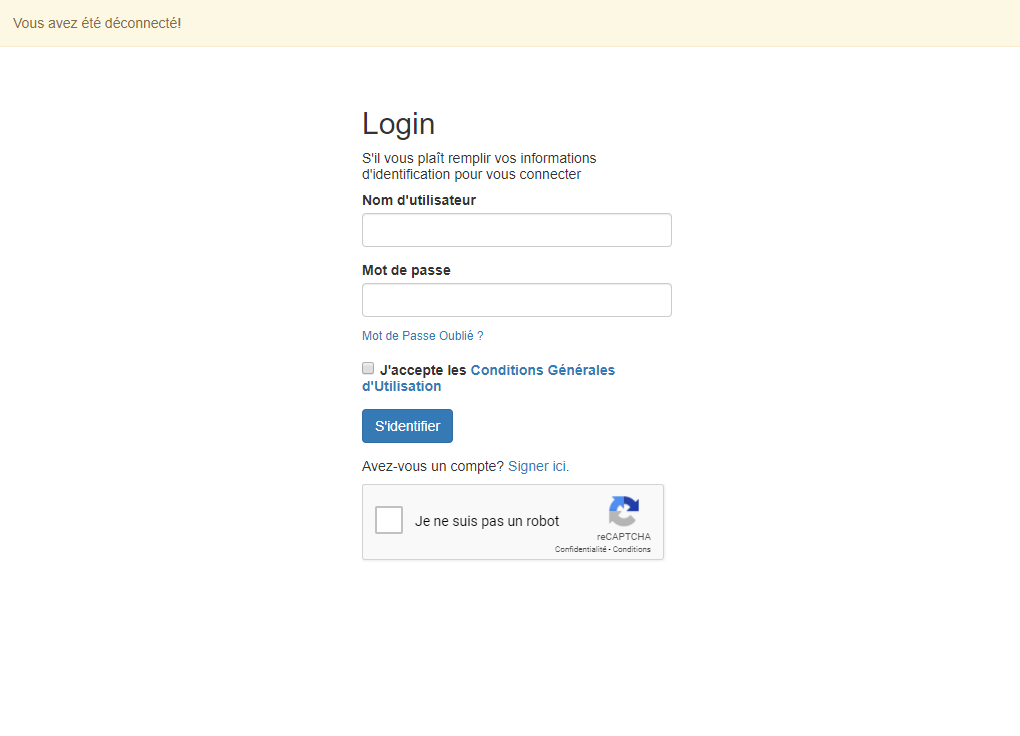 Vous avez été déconnecté!
Login
S'il vous plaît remplir vos informations
d'identification pour vous connecter
Nom d'utilisateur
Mot de passe
Mot de Passe Oublié ?
J'accepte les Conditions Générales
d'Utilisation
S'identifier
Avez-vous un compte? Signer ici.
Je ne suis pas un robot
reCAPTCHA
Confidentialité - Conditions